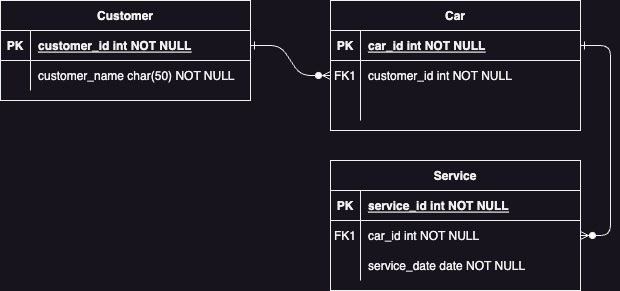 Customer
PK customer_id int NOT NULL
customer_name char(50) NOT NULL
Car
PK car_id int NOT NULL
FK1 customer_id int NOT NULL
Service
PK service_id int NOT NULL
FK1 car_id int NOT NULL
service_date date NOT NULL